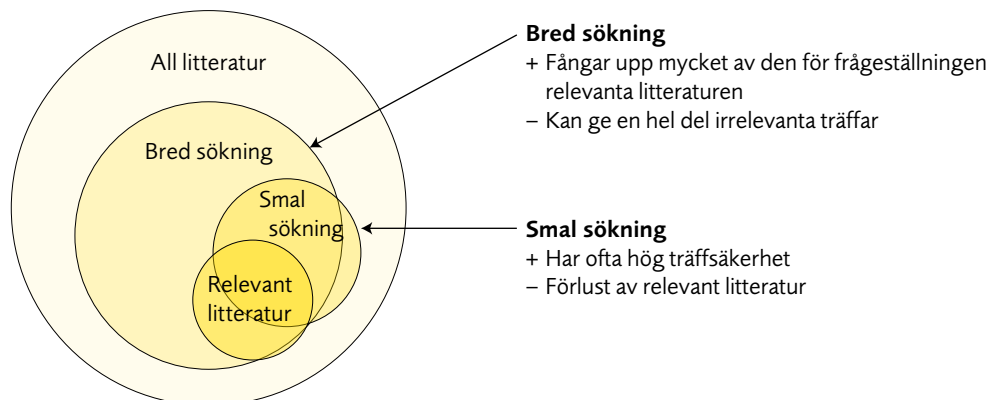 All litteratur
Bred sökning
Smal
sökning
Relevant
litteratur
Bred sökning
+ Fångar upp mycket av den för frågeställningen
relevanta litteraturen
– Kan ge en hel del irrelevanta träffar
Smal sökning
+ Har ofta hög träffsäkerhet
– Förlust av relevant litteratur